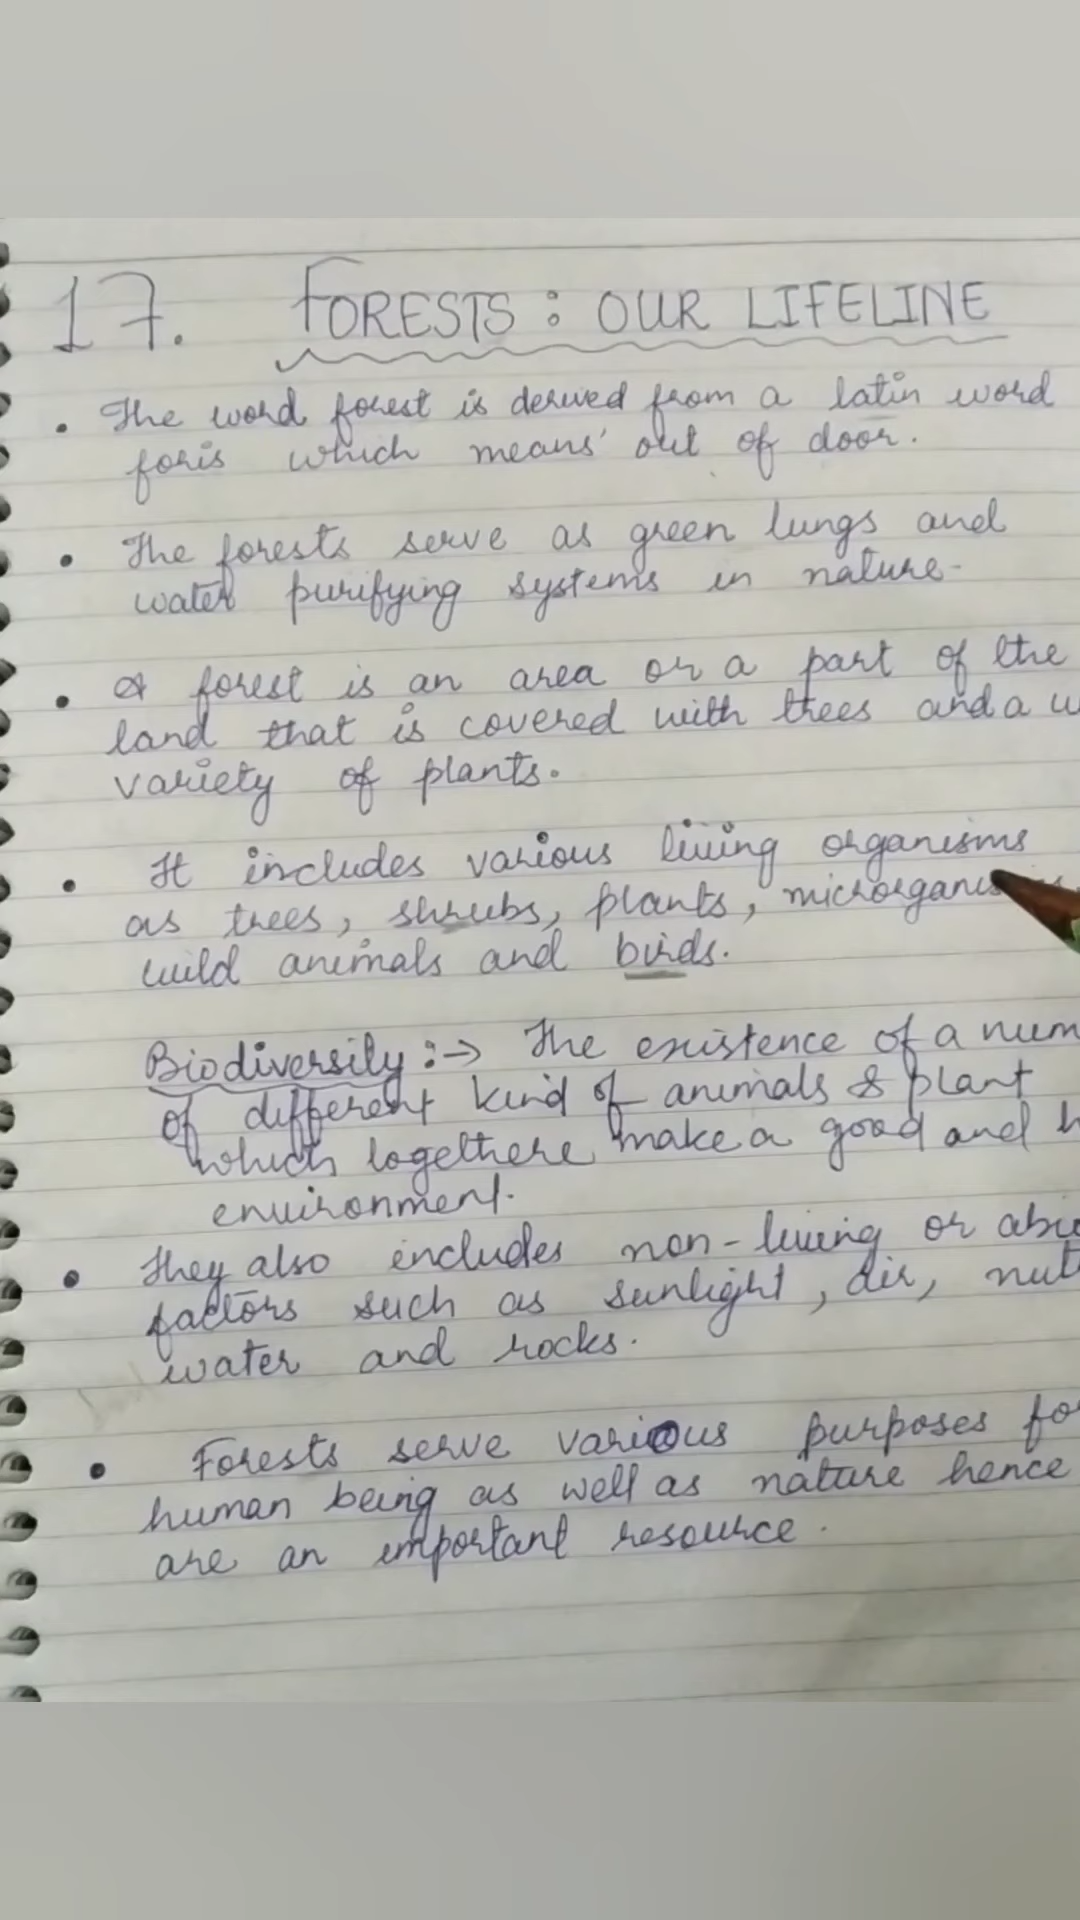 17. FORESTS : OUR LIFELINE
• The word forest is derived from a latin word
foris which means' out of door.
• The forests serve as green lungs and
water purifying systems in nature-
• A forest is an area or a part of the
land that is covered with trees and a
variety of plants.
• It includes various living organisms
as trees, shrubs, plants,
wild animals and birds.
Biodiversity :→ The existence of a
of different kind of animals & plant
which logethere make a good and
environment.
• They also includes non-living or
factors such as sunlight, air,
water and rocks.
• Forests serve various purposes
human being as well as nature hence
are an important resource.